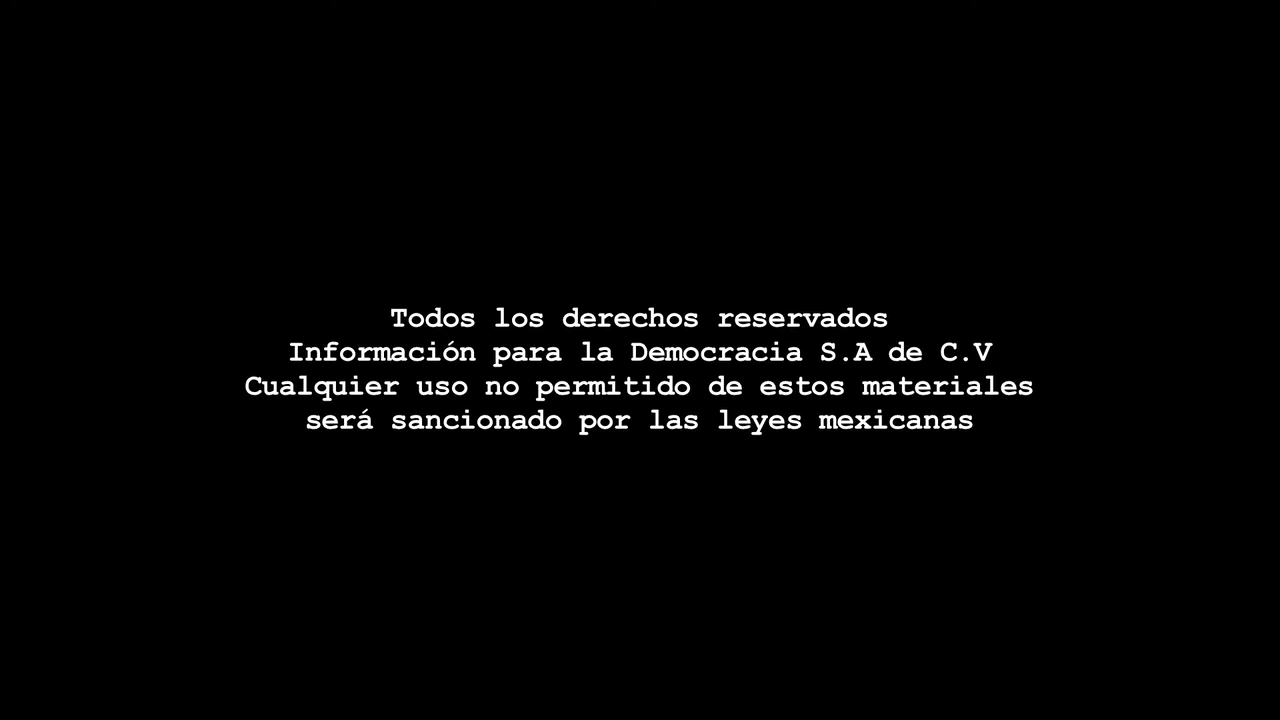 Todos los derechos reservados
Información para la Democracia S.A de C.V
Cualquier uso no permitido de estos materiales
será sancionado por las leyes mexicanas